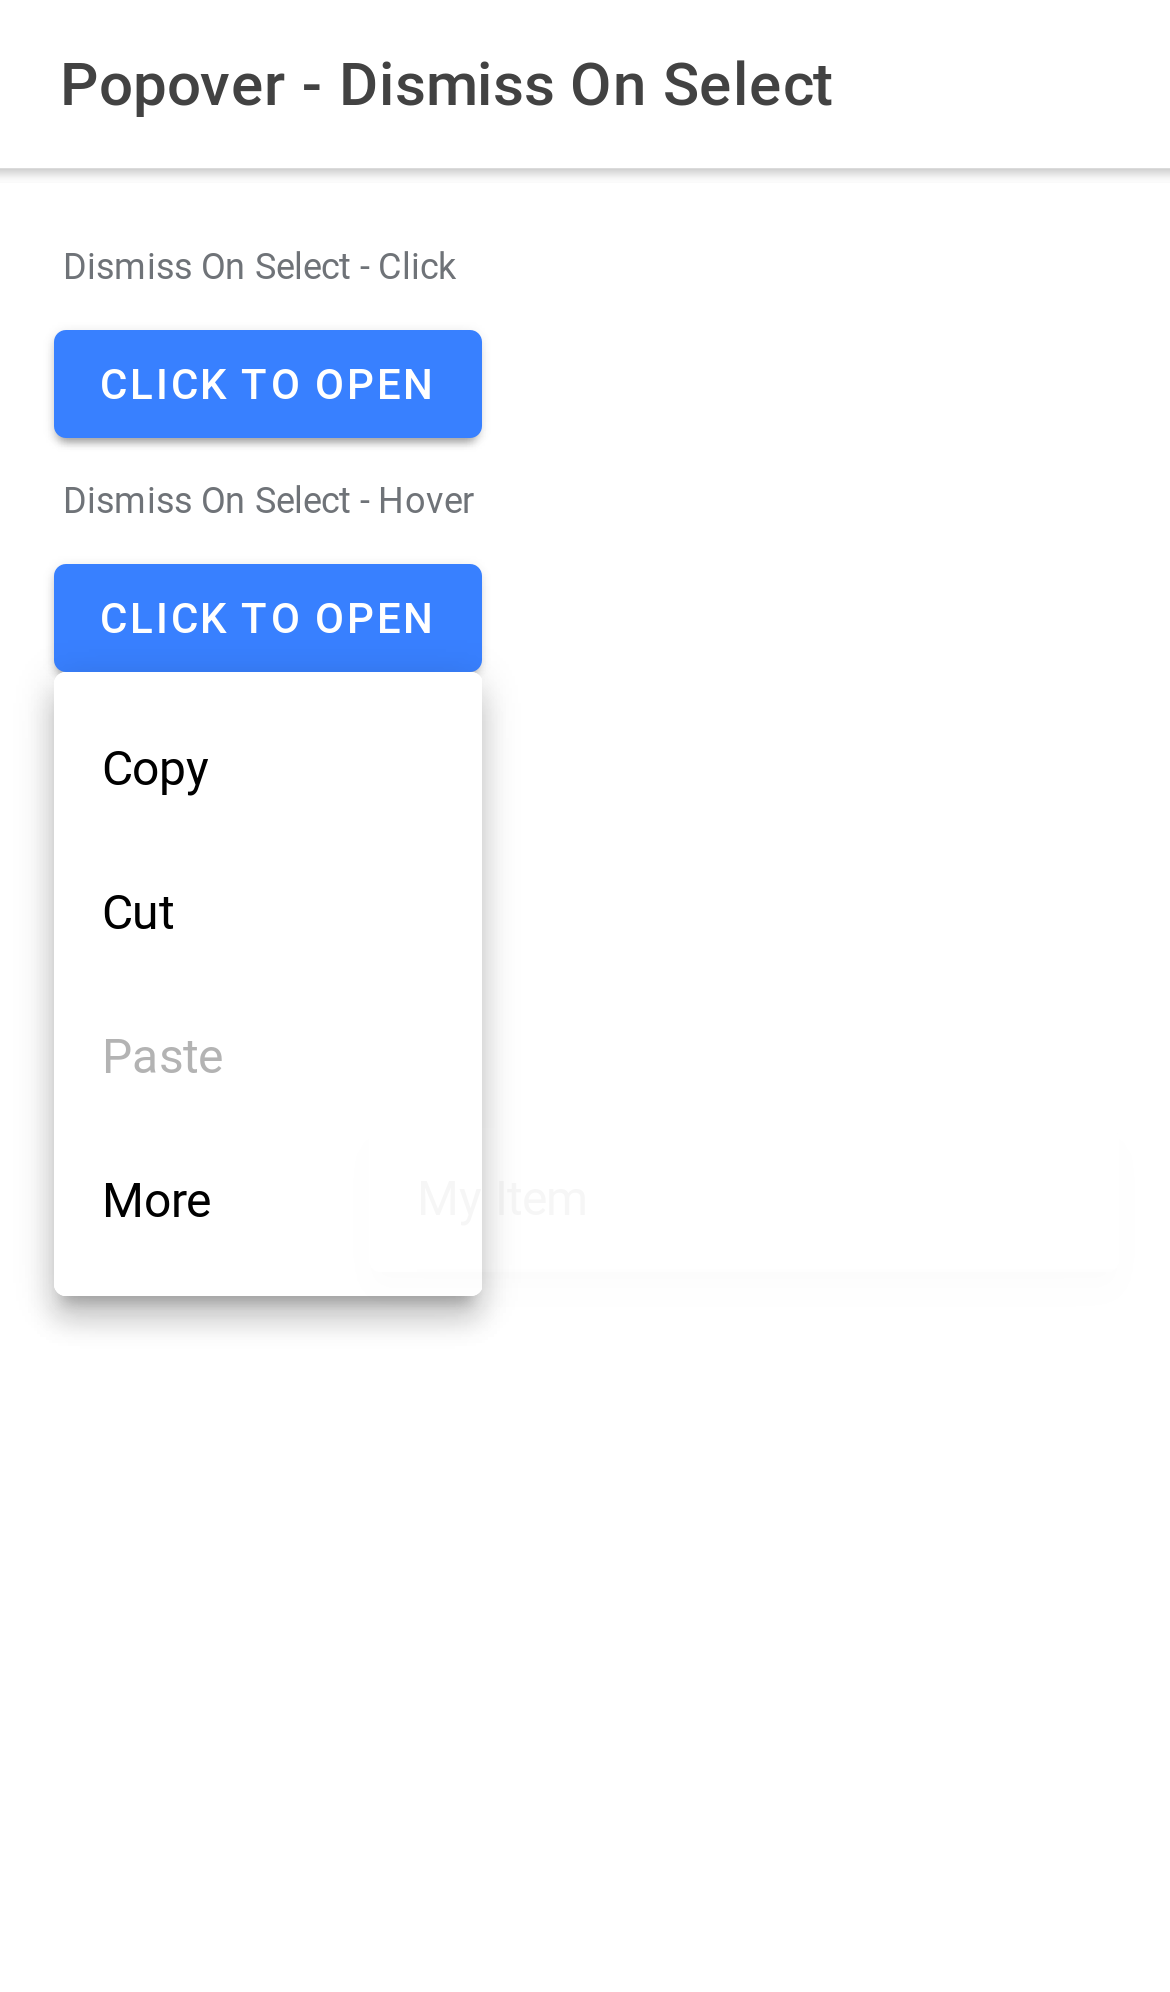 Popover - Dismiss On Select
Dismiss On Select - Click
CLICK TO OPEN
Dismiss On Select - Hover
CLICK TO OPEN
Copy
Cut
Paste
More
My Item